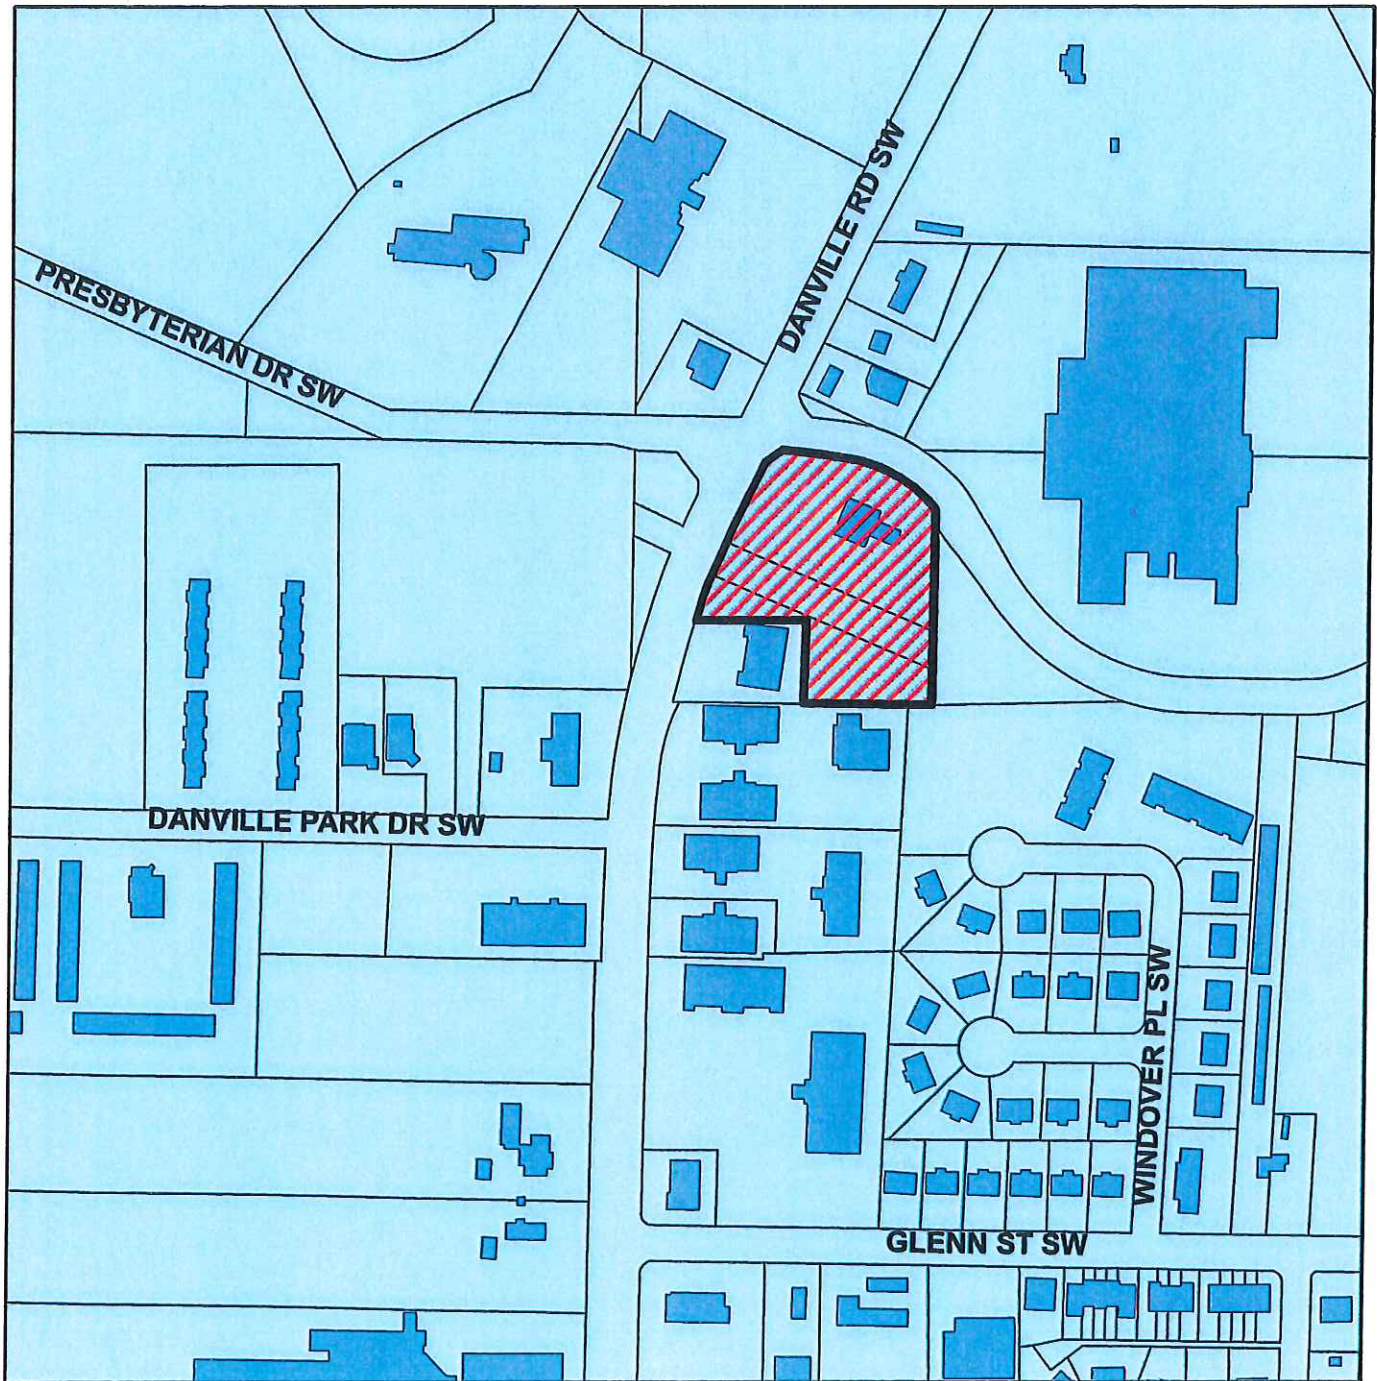 DANVILLE RD SW
PRESBYTERIAN DR SW
DANVILLE PARK DR SW
WINDOVER PL SW
GLENN ST SW